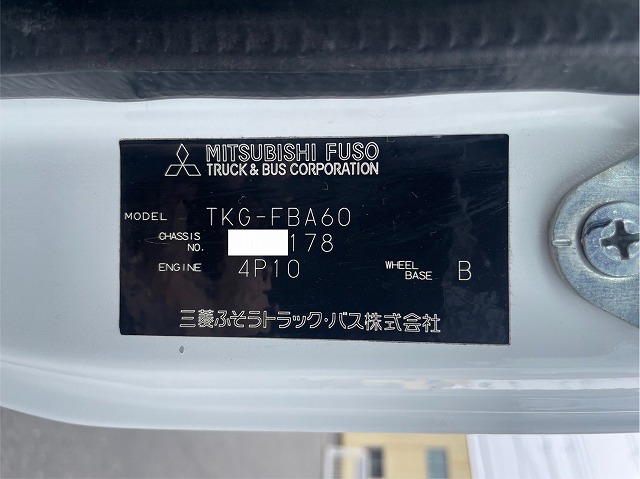 MITSUBISHI FUSO
TRUCK & BUS CORPORATION
MODEL TKG-FBA60
CHASSIS NO. 178
ENGINE 4P10 WHEEL BASE B
三菱ふそうトラック・バス株式会社